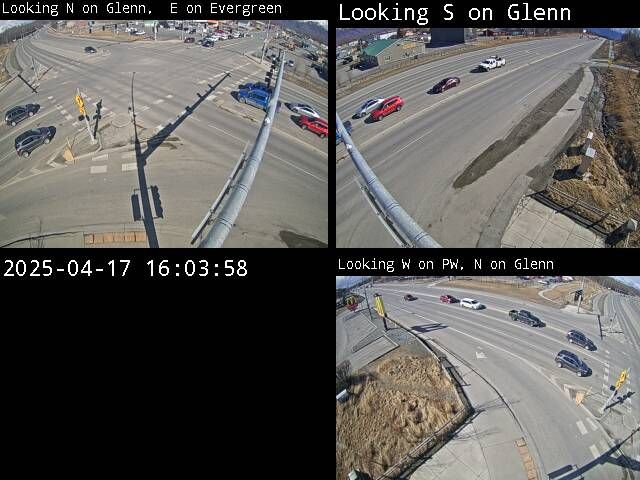 Looking N on Glenn, E on Evergreen
Looking S on Glenn
2025-04-17 16:03:58
Looking W on PW, N on Glenn